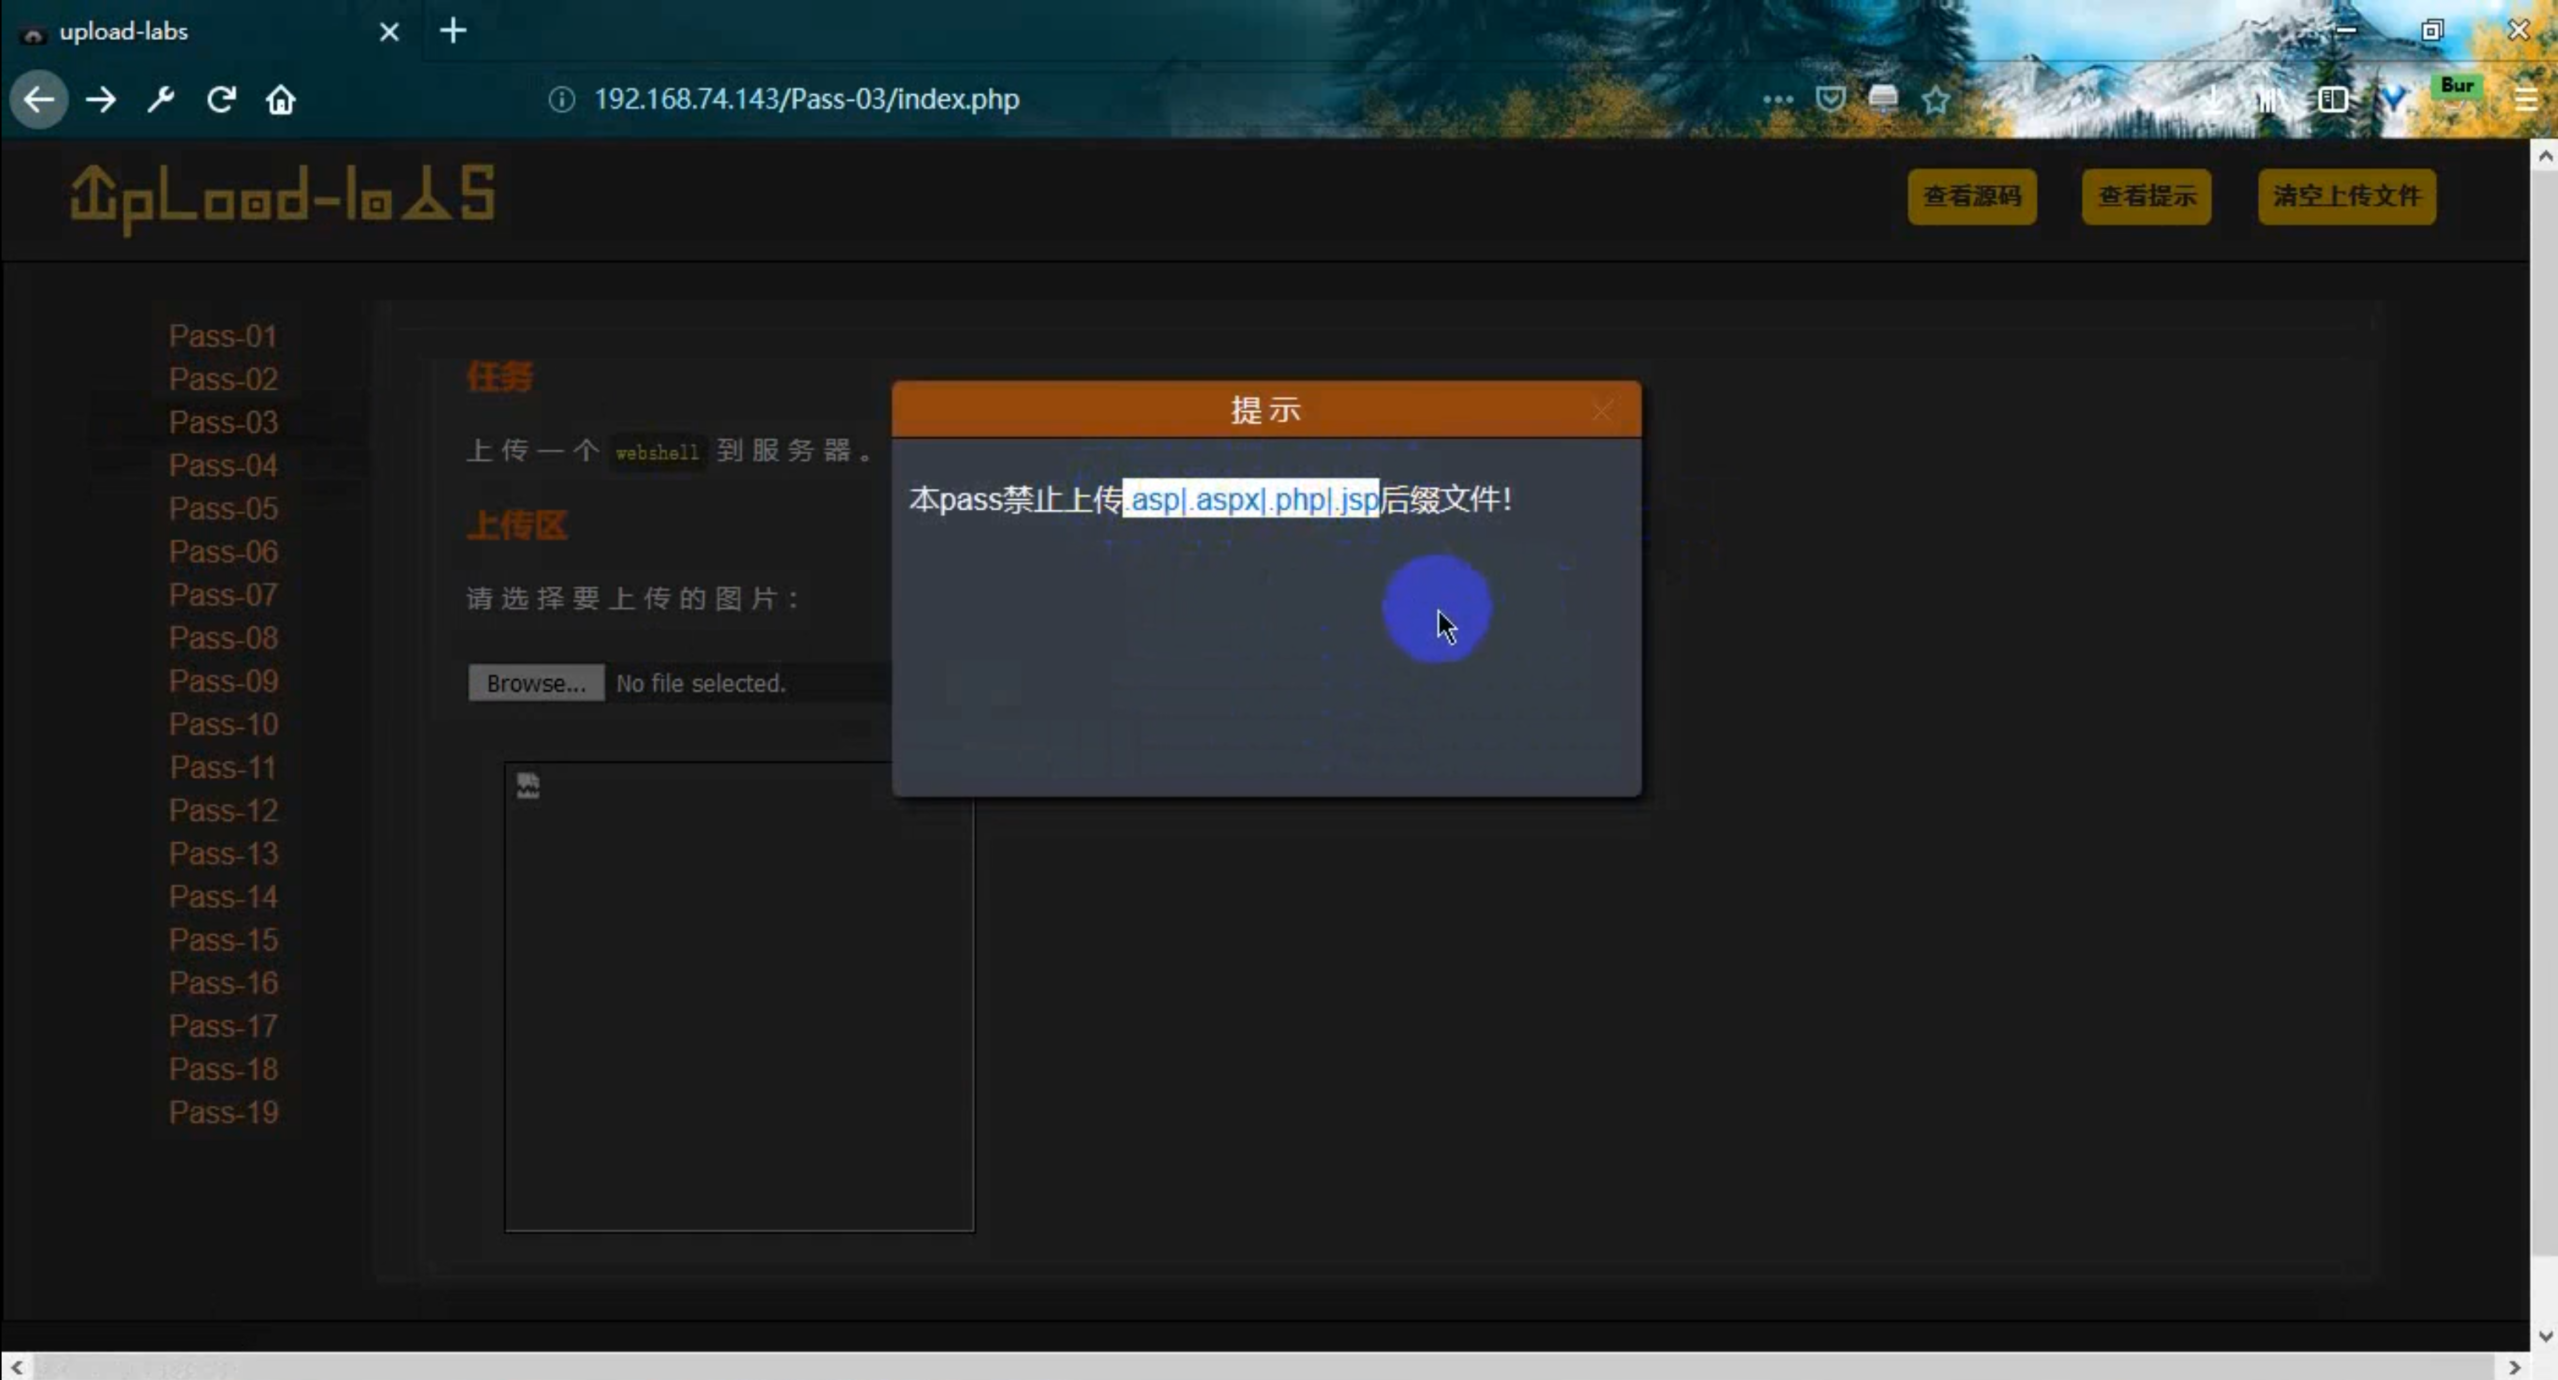 upload-labs
192.168.74.143/Pass-03/index.php
Bur
UpLoad-labS
查看源码
查看提示
清空上传文件
Pass-01
Pass-02
Pass-03
Pass-04
Pass-05
Pass-06
Pass-07
Pass-08
Pass-09
Pass-10
Pass-11
Pass-12
Pass-13
Pass-14
Pass-15
Pass-16
Pass-17
Pass-18
Pass-19
任务
上传一个 webshell 到服务器。
上传区
请选择要上传的图片：
Browse... No file selected.
提示
本pass禁止上传.asp|.aspx|.php|.jsp后缀文件！